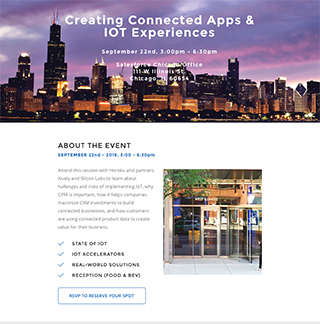 Creating Connected Apps &
IOT Experiences
September 22nd, 3:00pm - 6:30pm
Salesforce Chicago Office
111 W Illinois St,
Chicago, IL 60654
ABOUT THE EVENT
SEPTEMBER 22nd - 2016, 3:00 - 6:30pm
Attend this session with Heroku and partners
Xively and Silicon Labs to learn about
challenges and risks of implementing IOT, why
CPM is important, how it helps companies
maximize CRM investments to build
connected businesses, and how customers
are using connected product data to create
value for their business.
STATE OF IOT
IOT ACCELERATORS
REAL-WORLD SOLUTIONS
RECEPTION (FOOD & BEV)
RSVP TO RESERVE YOUR SPOT